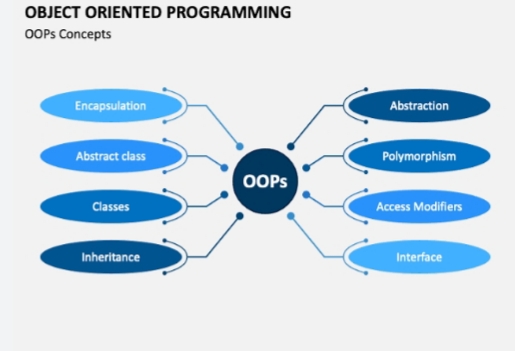 OBJECT ORIENTED PROGRAMMING
OOPs Concepts
Encapsulation
Abstract class
Classes
Inheritance
OOPs
Abstraction
Polymorphism
Access Modifiers
Interface